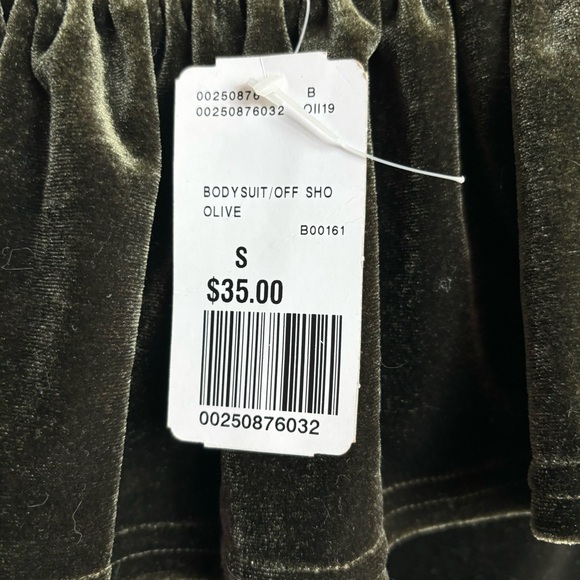 00250876 B
00250876032 OII19
BODYSUIT/OFF SHO
OLIVE
B00161
S
$35.00
00250876032